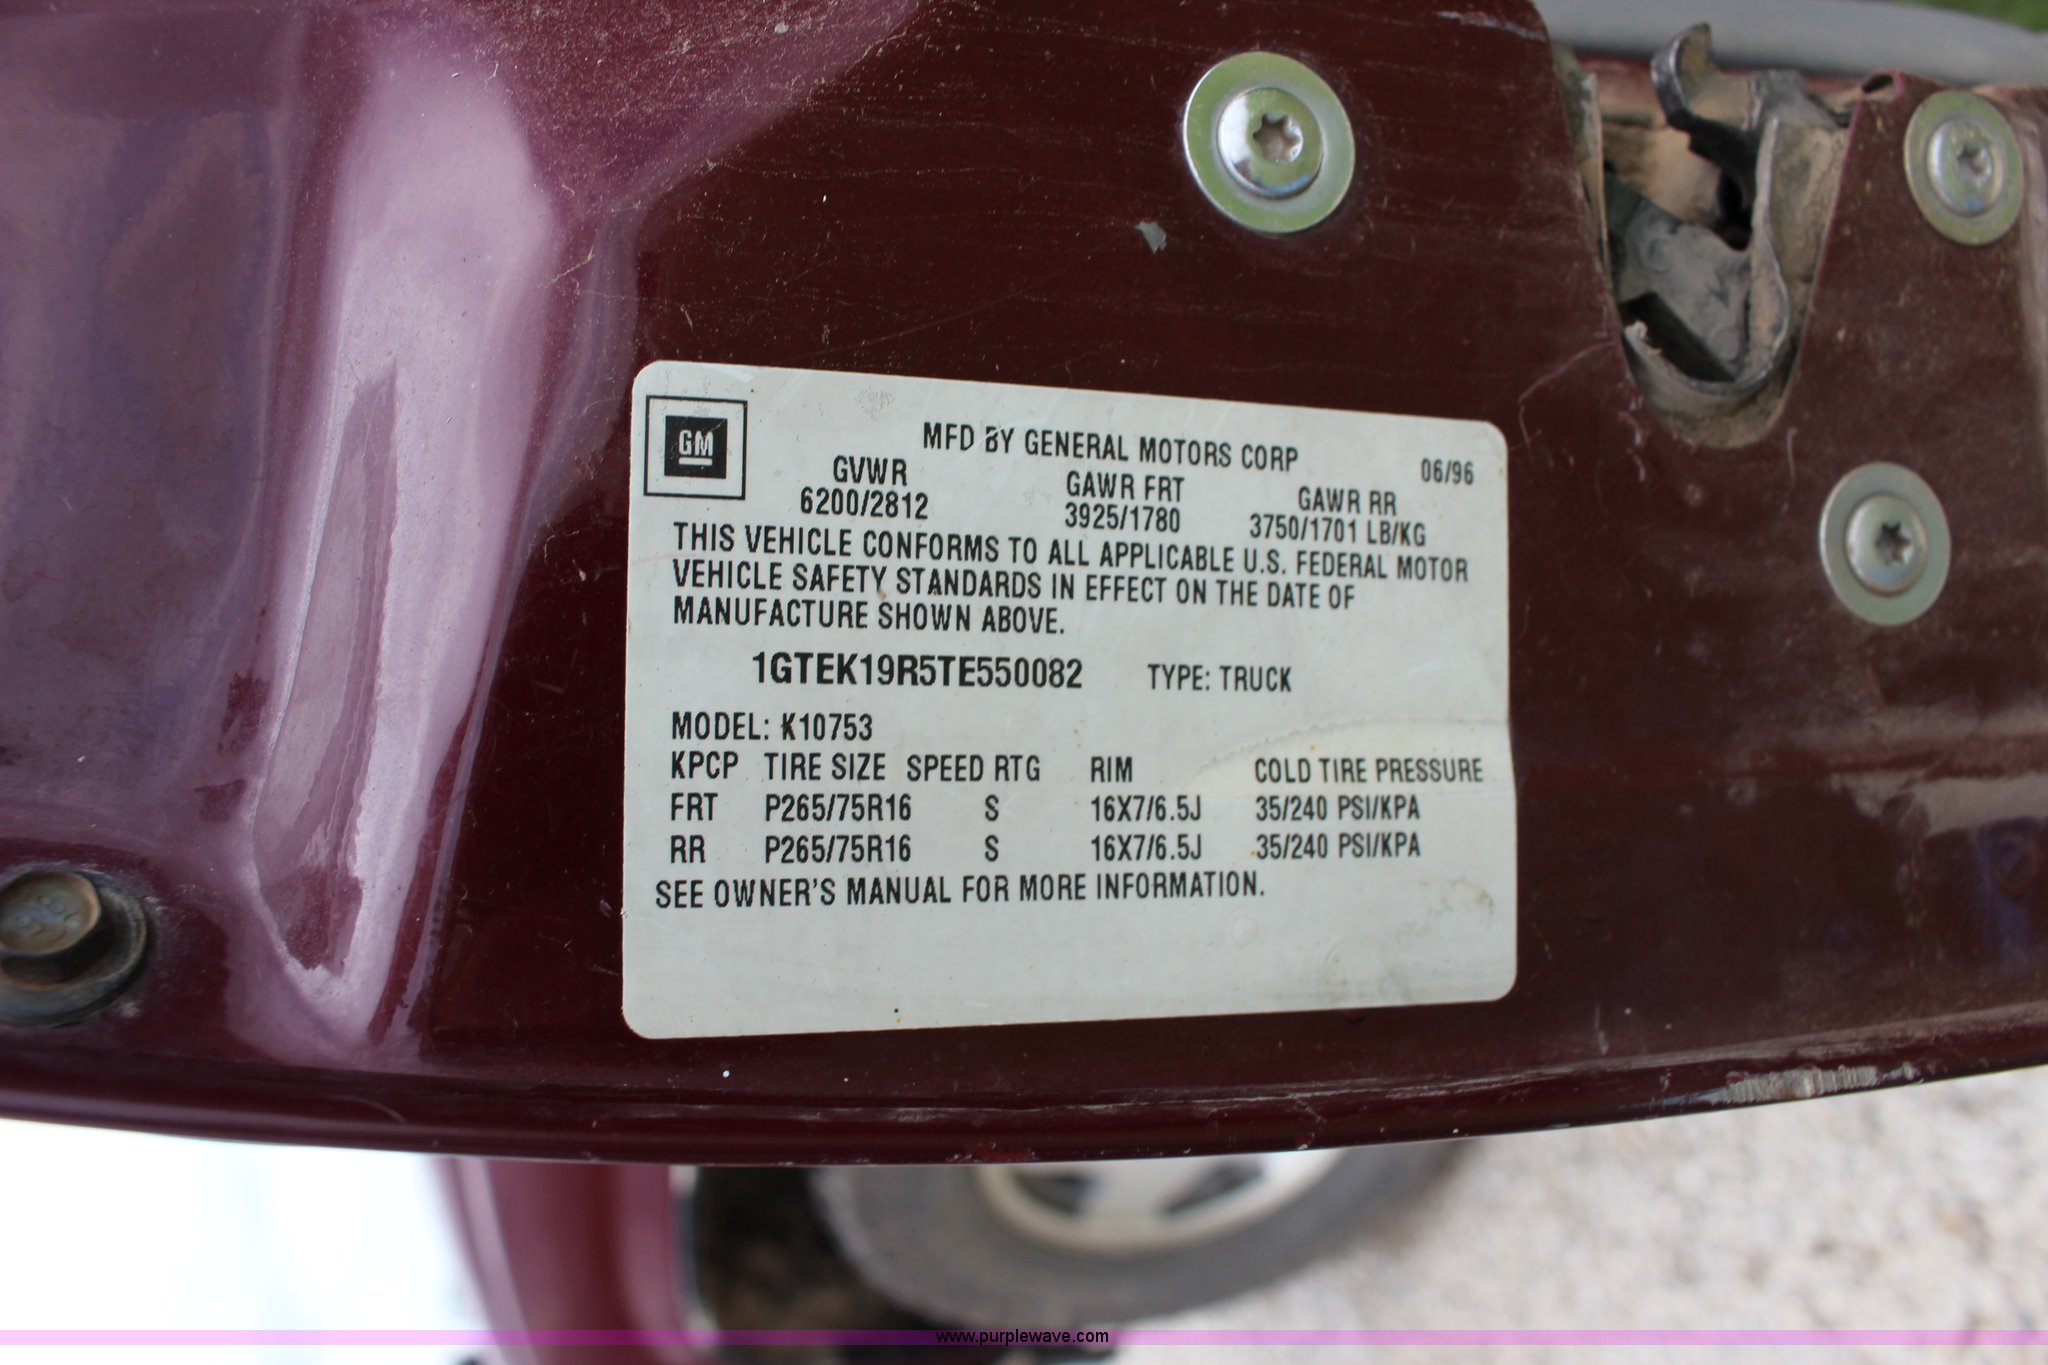 GM
MFD BY GENERAL MOTORS CORP 06/96
GVWR GAWR FRT GAWR RR
6200/2812 3925/1780 3750/1701 LB/KG
THIS VEHICLE CONFORMS TO ALL APPLICABLE U.S. FEDERAL MOTOR
VEHICLE SAFETY STANDARDS IN EFFECT ON THE DATE OF
MANUFACTURE SHOWN ABOVE.
1GTEK19R5TE550082 TYPE: TRUCK
MODEL: K10753
KPCP TIRE SIZE SPEED RTG RIM COLD TIRE PRESSURE
FRT P265/75R16 S 16X7/6.5J 35/240 PSI/KPA
RR P265/75R16 S 16X7/6.5J 35/240 PSI/KPA
SEE OWNER'S MANUAL FOR MORE INFORMATION.
www.purplewave.com